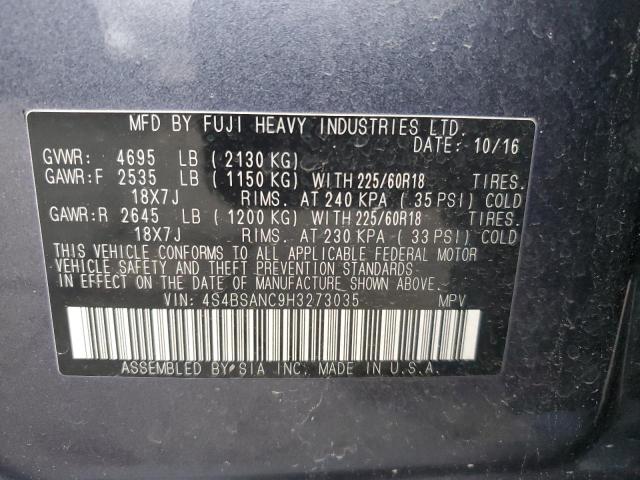 MFD BY FUJI HEAVY INDUSTRIES LTD.
DATE: 10/16
GVWR: 4695 LB ( 2130 KG)
GAWR:F 2535 LB ( 1150 KG) WITH 225/60R18 TIRES.
18X7J RIMS. AT 240 KPA ( 35 PSI) COLD
GAWR:R 2645 LB ( 1200 KG) WITH 225/60R18 TIRES.
18X7J RIMS. AT 230 KPA ( 33 PSI) COLD
THIS VEHICLE CONFORMS TO ALL APPLICABLE FEDERAL MOTOR
VEHICLE SAFETY AND THEFT PREVENTION STANDARDS
IN EFFECT ON THE DATE OF MANUFACTURE SHOWN ABOVE.
VIN: 4S4BSANC9H3273035 MPV
ASSEMBLED BY SIA INC. MADE IN U.S.A.